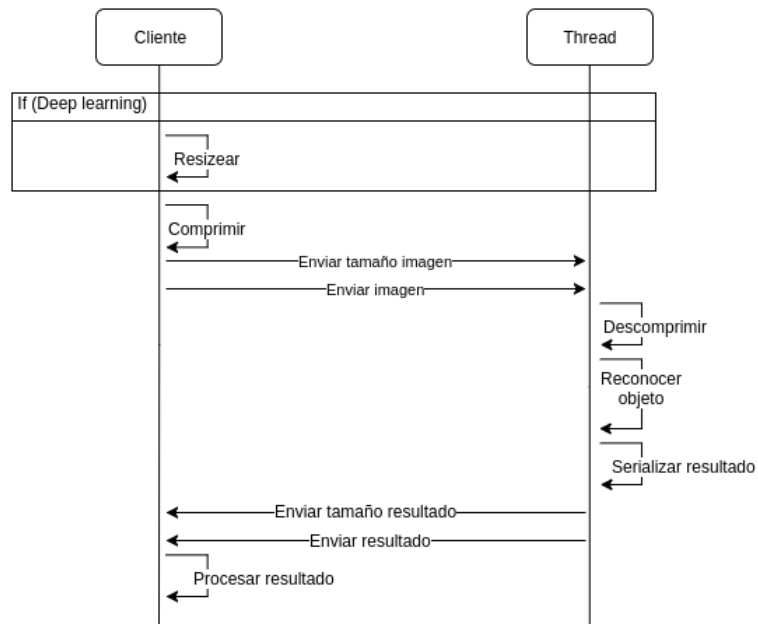 Cliente
Thread
If (Deep learning)
Resizear
Comprimir
Enviar tamaño imagen
Enviar imagen
Descomprimir
Reconocer
objeto
Serializar resultado
Enviar tamaño resultado
Enviar resultado
Procesar resultado